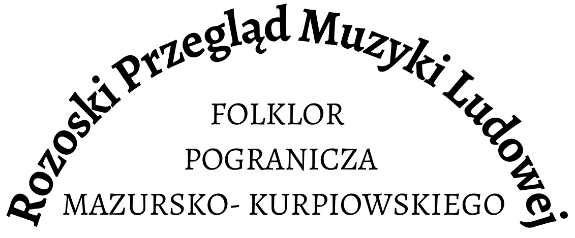 Rozoski Przegląd Muzyki Ludowej
FOLKLOR
POGRANICZA
MAZURSKO- KURPIOWSKIEGO